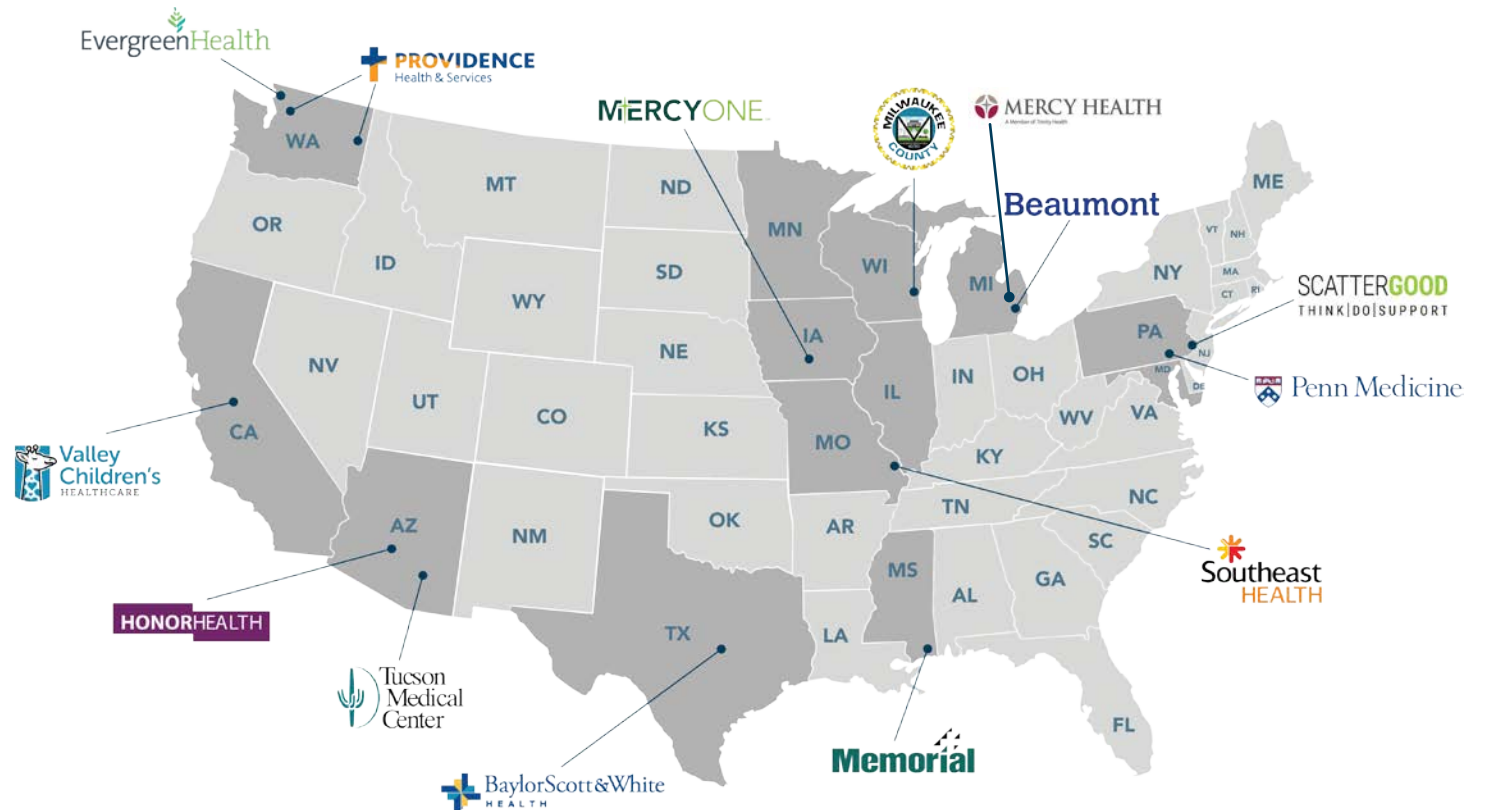 EvergreenHealth
PROVIDENCE
Health & Services
MERCYONE
MILWAUKEE
COUNTY
MERCY HEALTH
A Member of Trinity Health
Beaumont
SCATTERGOOD
THINK|DO|SUPPORT
Penn Medicine
Southeast
HEALTH
Memorial
BaylorScott&White
HEALTH
Tucson
Medical
Center
HONORHEALTH
Valley
Children's
HEALTHCARE
WA
OR
ID
MT
ND
SD
WY
NE
NV
UT
CO
KS
CA
AZ
NM
OK
TX
MN
WI
IA
IL
MO
AR
LA
MS
MI
IN
OH
KY
TN
AL
GA
FL
SC
NC
VA
WV
PA
MD
DE
NJ
NY
CT
RI
MA
VT
NH
ME